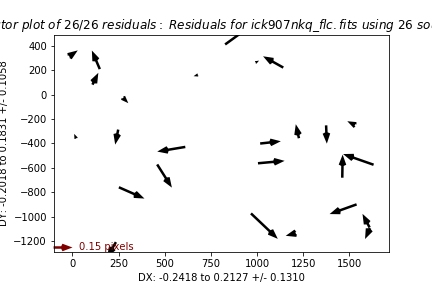 tor plot of 26/26 residuals: Residuals for ick907nkq_flc.fits using 26 sou
DY: -0.2018 to 0.1831 +/- 0.1058
400
200
0
−200
−400
−600
−800
−1000
−1200
0.15 pixels
0 250 500 750 1000 1250 1500
DX: -0.2418 to 0.2127 +/- 0.1310